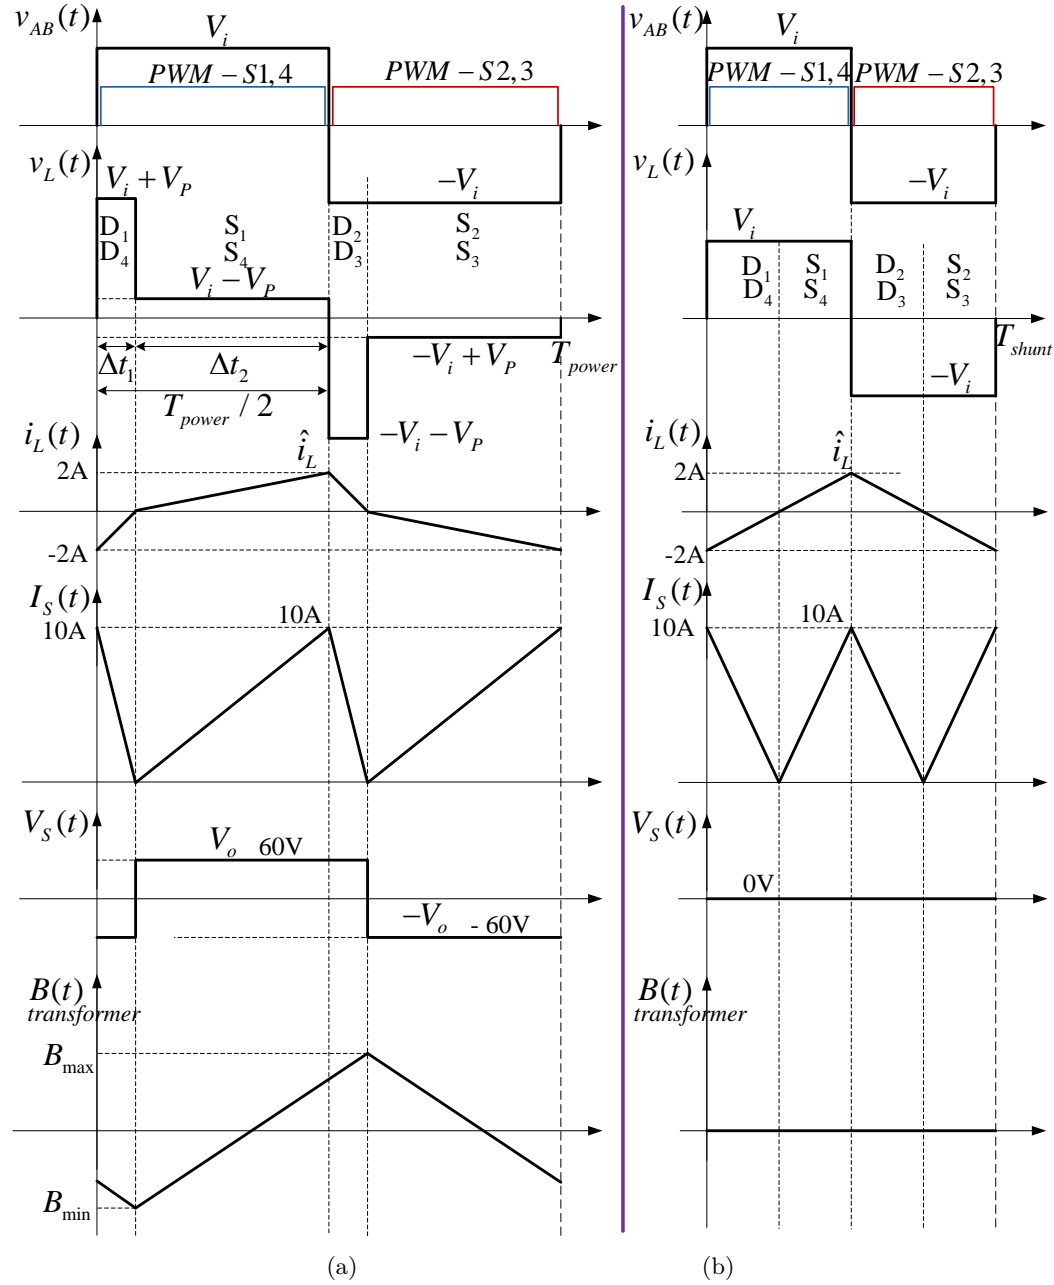 v_AB(t)
V_i
PWM – S1,4
PWM – S2,3
–V_i
v_L(t)
V_i + V_P
D_1
D_4
S_1
S_4
D_2
D_3
S_2
S_3
V_i – V_P
Δt_1
Δt_2
–V_i + V_P
T_power
T_power / 2
–V_i – V_P
i_L(t)
î_L
2A
-2A
I_S(t)
10A
10A
V_S(t)
V_o 60V
–V_o - 60V
B(t)
transformer
B_max
B_min
(a)
v_AB(t)
V_i
PWM – S1,4
PWM – S2,3
–V_i
v_L(t)
V_i
D_1
D_4
S_1
S_4
D_2
D_3
S_2
S_3
T_shunt
–V_i
i_L(t)
î_L
2A
-2A
I_S(t)
10A
10A
V_S(t)
0V
B(t)
transformer
(b)